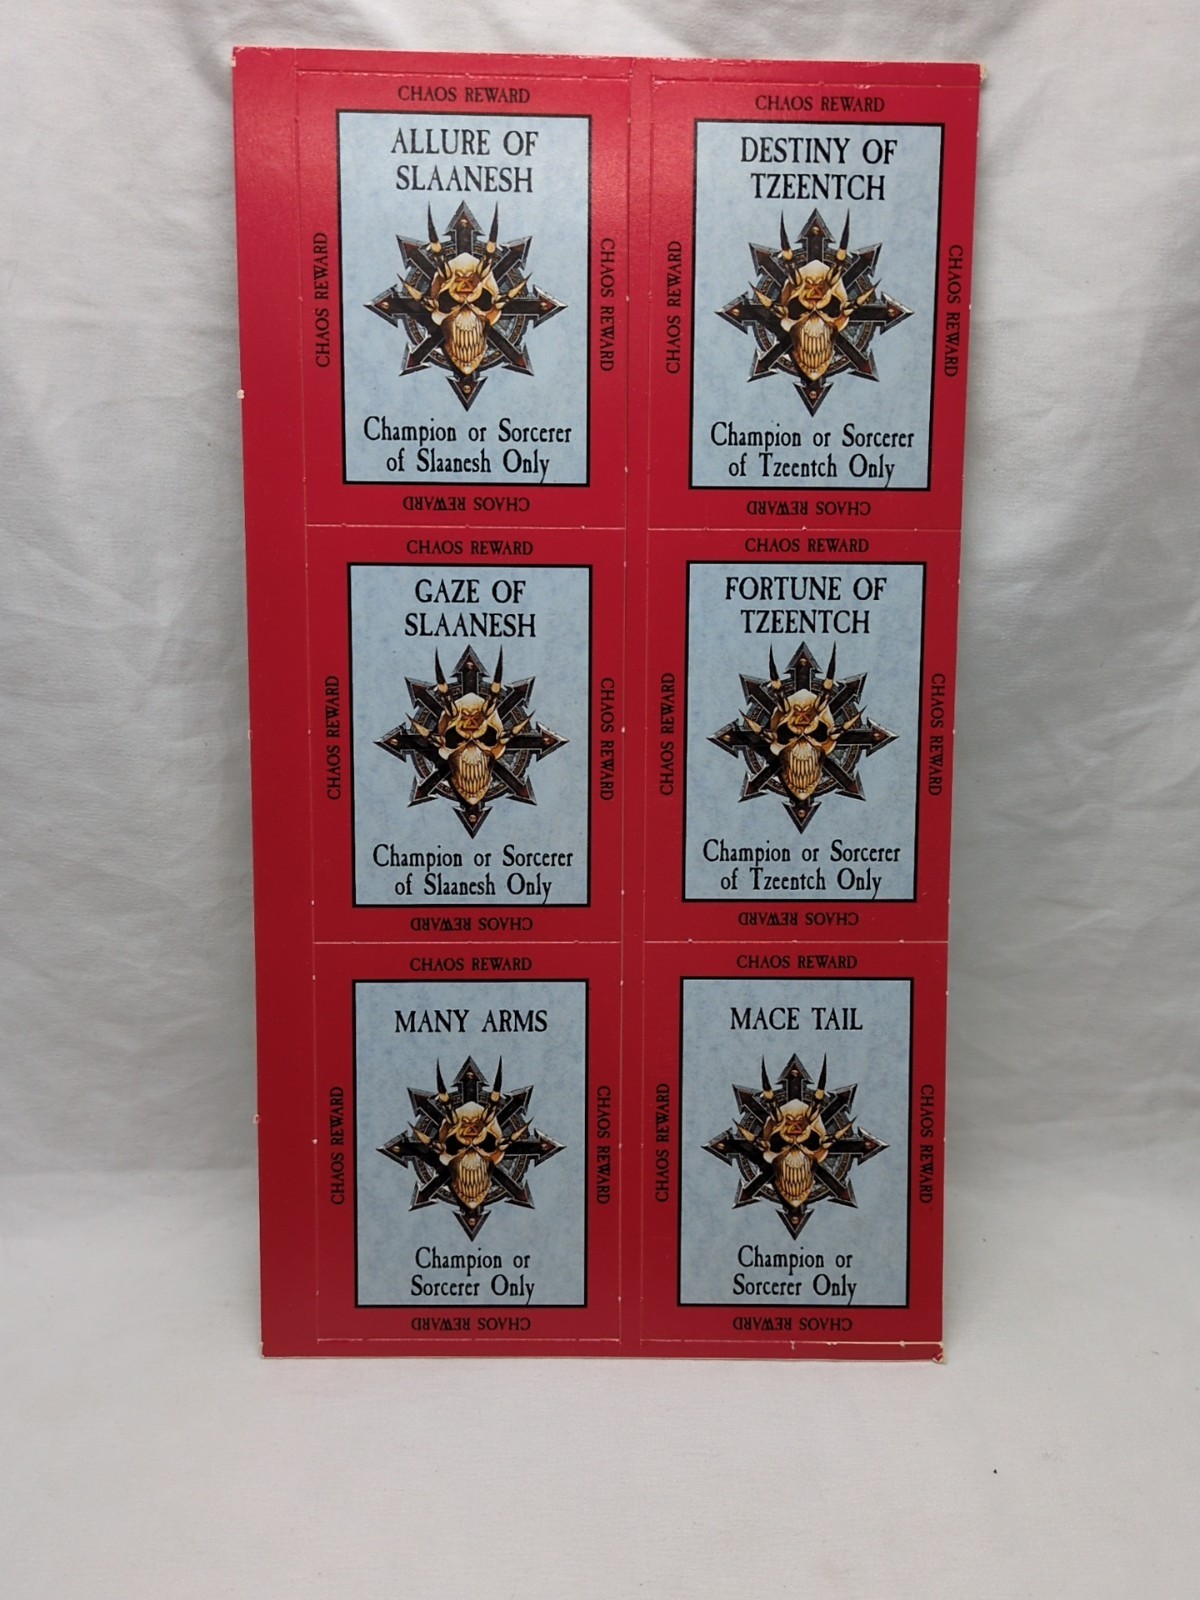 CHAOS REWARD
ALLURE OF
SLAANESH
CHAOS REWARD
CHAOS REWARD
Champion or Sorcerer
of Slaanesh Only
CHAOS REWARD
CHAOS REWARD
DESTINY OF
TZEENTCH
CHAOS REWARD
CHAOS REWARD
Champion or Sorcerer
of Tzeentch Only
CHAOS REWARD
CHAOS REWARD
GAZE OF
SLAANESH
CHAOS REWARD
CHAOS REWARD
Champion or Sorcerer
of Slaanesh Only
CHAOS REWARD
CHAOS REWARD
FORTUNE OF
TZEENTCH
CHAOS REWARD
CHAOS REWARD
Champion or Sorcerer
of Tzeentch Only
CHAOS REWARD
CHAOS REWARD
MANY ARMS
CHAOS REWARD
CHAOS REWARD
Champion or
Sorcerer Only
CHAOS REWARD
CHAOS REWARD
MACE TAIL
CHAOS REWARD
CHAOS REWARD
Champion or
Sorcerer Only
CHAOS REWARD